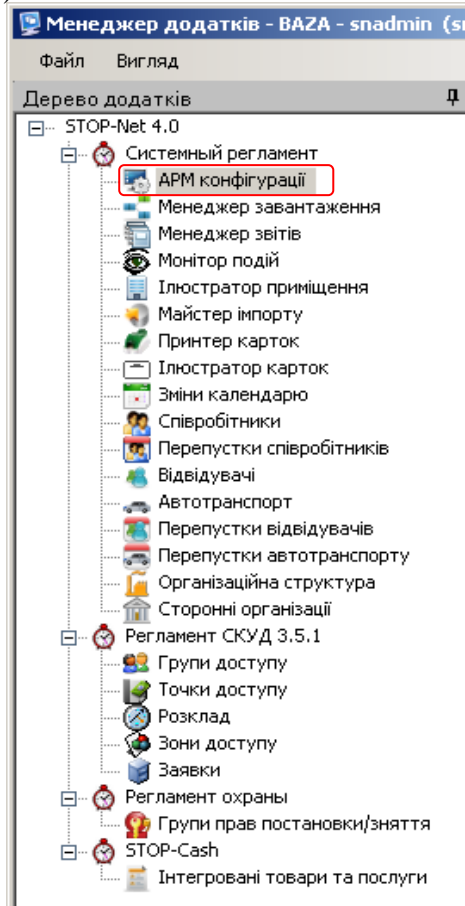 Менеджер додатків - BAZA - snadmin (s
Файл Вигляд
Дерево додатків
STOP-Net 4.0
Системный регламент
АРМ конфігурації
Менеджер завантаження
Менеджер звітів
Монітор подій
Ілюстратор приміщення
Майстер імпорту
Принтер карток
Ілюстратор карток
Зміни календарю
Співробітники
Перепустки співробітників
Відвідувачі
Автотранспорт
Перепустки відвідувачів
Перепустки автотранспорту
Організаційна структура
Сторонні організації
Регламент СКУД 3.5.1
Групи доступу
Точки доступу
Розклад
Зони доступу
Заявки
Регламент охраны
Групи прав постановки/зняття
STOP-Cash
Інтегровані товари та послуги